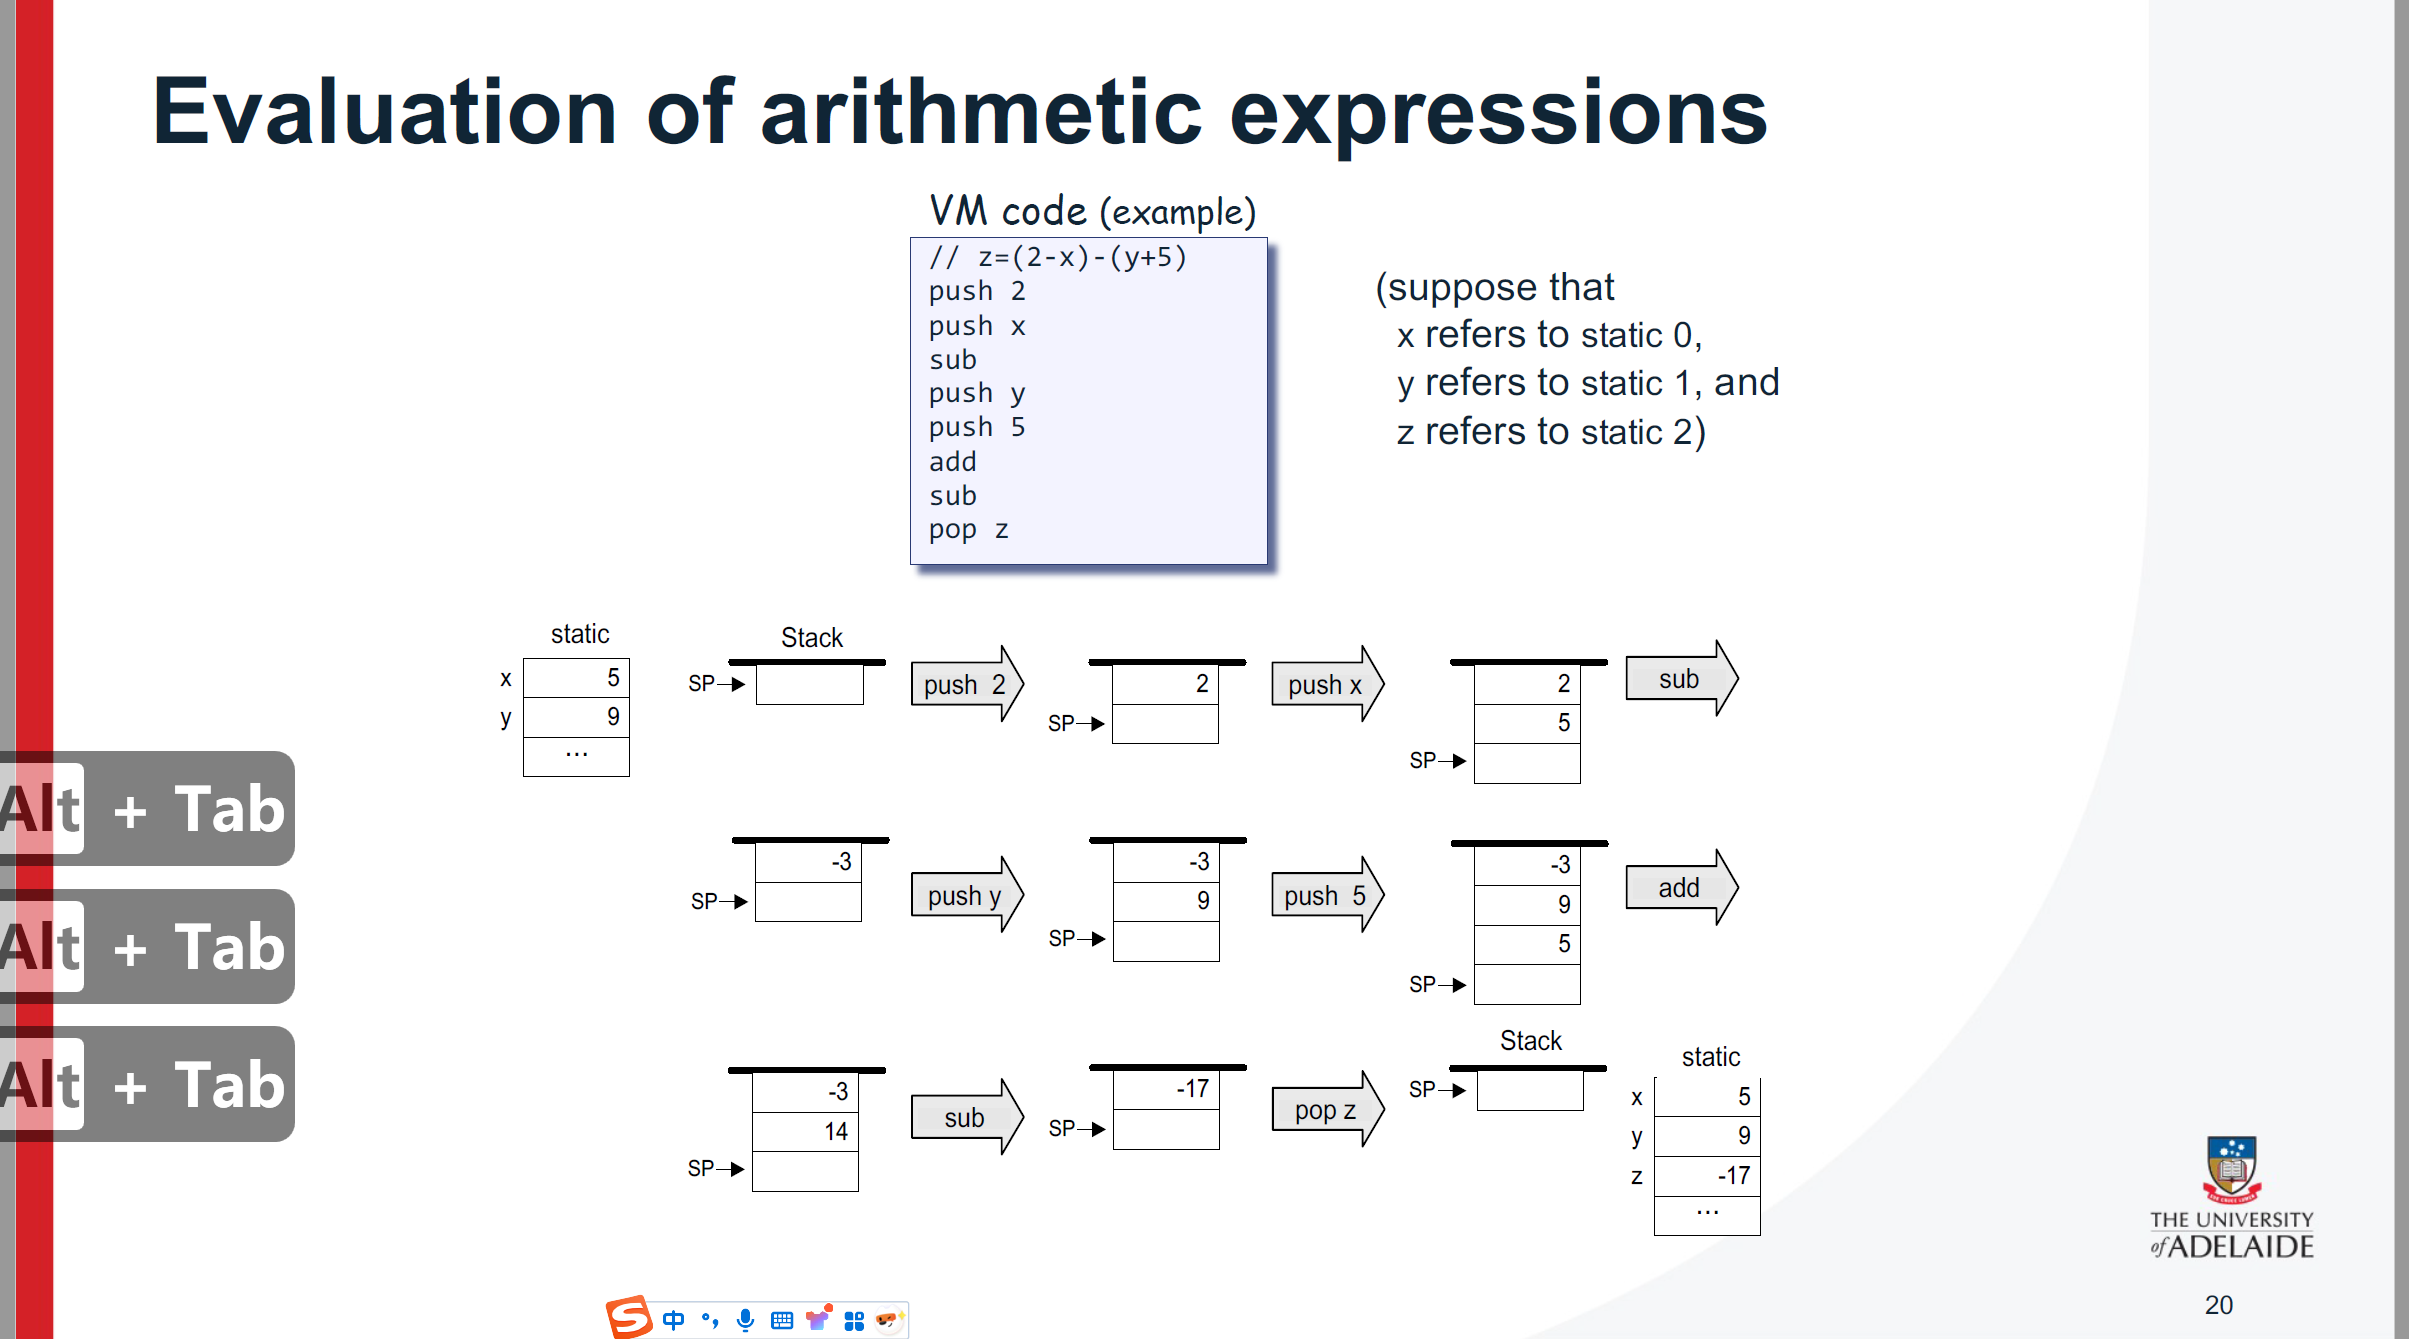 Evaluation of arithmetic expressions
VM code (example)
// z=(2-x)-(y+5)
push 2
push x
sub
push y
push 5
add
sub
pop z
(suppose that
x refers to static 0,
y refers to static 1, and
z refers to static 2)
static
x 5
y 9
...
Stack
SP
push 2
2
SP
push x
2
5
SP
sub
-3
SP
push y
-3
9
SP
push 5
-3
9
5
SP
add
-3
14
SP
sub
-17
SP
pop z
Stack
SP
static
x 5
y 9
z -17
...
Alt + Tab
Alt + Tab
Alt + Tab
THE UNIVERSITY
of ADELAIDE
20
S 中